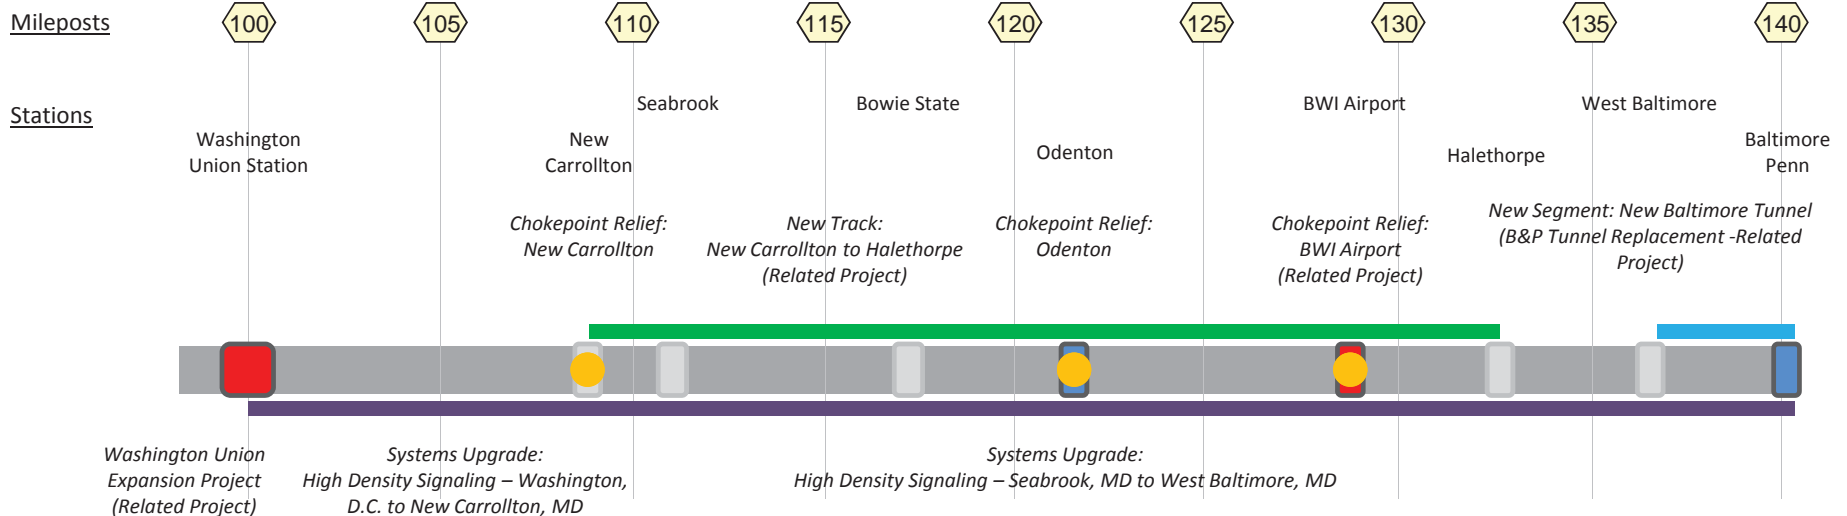 Mileposts
100 105 110 115 120 125 130 135 140
Stations
Seabrook
Bowie State
BWI Airport
West Baltimore
Washington
Union Station
New
Carrollton
Odenton
Halethorpe
Baltimore
Penn
Chokepoint Relief:
New Carrollton
New Track:
New Carrollton to Halethorpe
(Related Project)
Chokepoint Relief:
Odenton
Chokepoint Relief:
BWI Airport
(Related Project)
New Segment: New Baltimore Tunnel
(B&P Tunnel Replacement -Related
Project)
Washington Union
Expansion Project
(Related Project)
Systems Upgrade:
High Density Signaling – Washington,
D.C. to New Carrollton, MD
Systems Upgrade:
High Density Signaling – Seabrook, MD to West Baltimore, MD